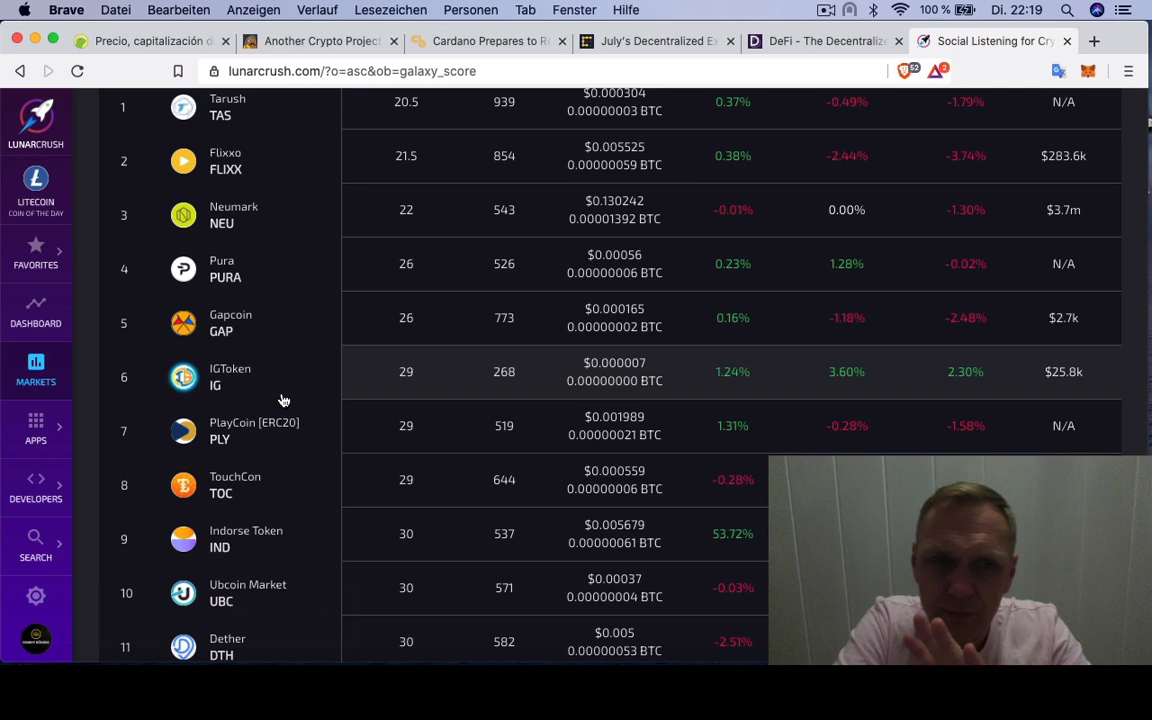 Brave Datei Bearbeiten Anzeigen Verlauf Lesezeichen Personen Tab Fenster Hilfe 100 % Di. 22:19
Precio, capitalización d Another Crypto Project Cardano Prepares to Re July's Decentralized Ex DeFi - The Decentralize Social Listening for Cry
lunarcrush.com/?o=asc&ob=galaxy_score 52 2
LUNARCRUSH
LITECOIN
COIN OF THE DAY
FAVORITES
DASHBOARD
MARKETS
APPS
DEVELOPERS
SEARCH
1 Tarush TAS 20.5 939 $0.000304 0.00000003 BTC 0.37% -0.49% -1.79% N/A
2 Flixxo FLIXX 21.5 854 $0.005525 0.00000059 BTC 0.38% -2.44% -3.74% $283.6k
3 Neumark NEU 22 543 $0.130242 0.00001392 BTC -0.01% 0.00% -1.30% $3.7m
4 Pura PURA 26 526 $0.00056 0.00000006 BTC 0.23% 1.28% -0.02% N/A
5 Gapcoin GAP 26 773 $0.000165 0.00000002 BTC 0.16% -1.18% -2.48% $2.7k
6 IGToken IG 29 268 $0.000007 0.00000000 BTC 1.24% 3.60% 2.30% $25.8k
7 PlayCoin [ERC20] PLY 29 519 $0.001989 0.00000021 BTC 1.31% -0.28% -1.58% N/A
8 TouchCon TOC 29 644 $0.000559 0.00000006 BTC -0.28%
9 Indorse Token IND 30 537 $0.005679 0.00000061 BTC 53.72%
10 Ubcoin Market UBC 30 571 $0.00037 0.00000004 BTC -0.03%
11 Dether DTH 30 582 $0.005 0.00000053 BTC -2.51%